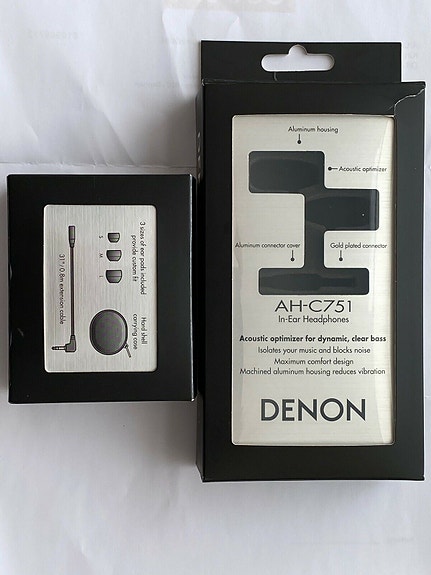 3 sizes of ear pads included
provide custom fit
S
M
L
31"/0.8m extension cable
Hard shell
carrying case
Aluminum housing
Acoustic optimizer
Aluminum connector cover
Gold plated connector
AH-C751
In-Ear Headphones
Acoustic optimizer for dynamic, clear bass
Isolates your music and blocks noise
Maximum comfort design
Machined aluminum housing reduces vibration
DENON